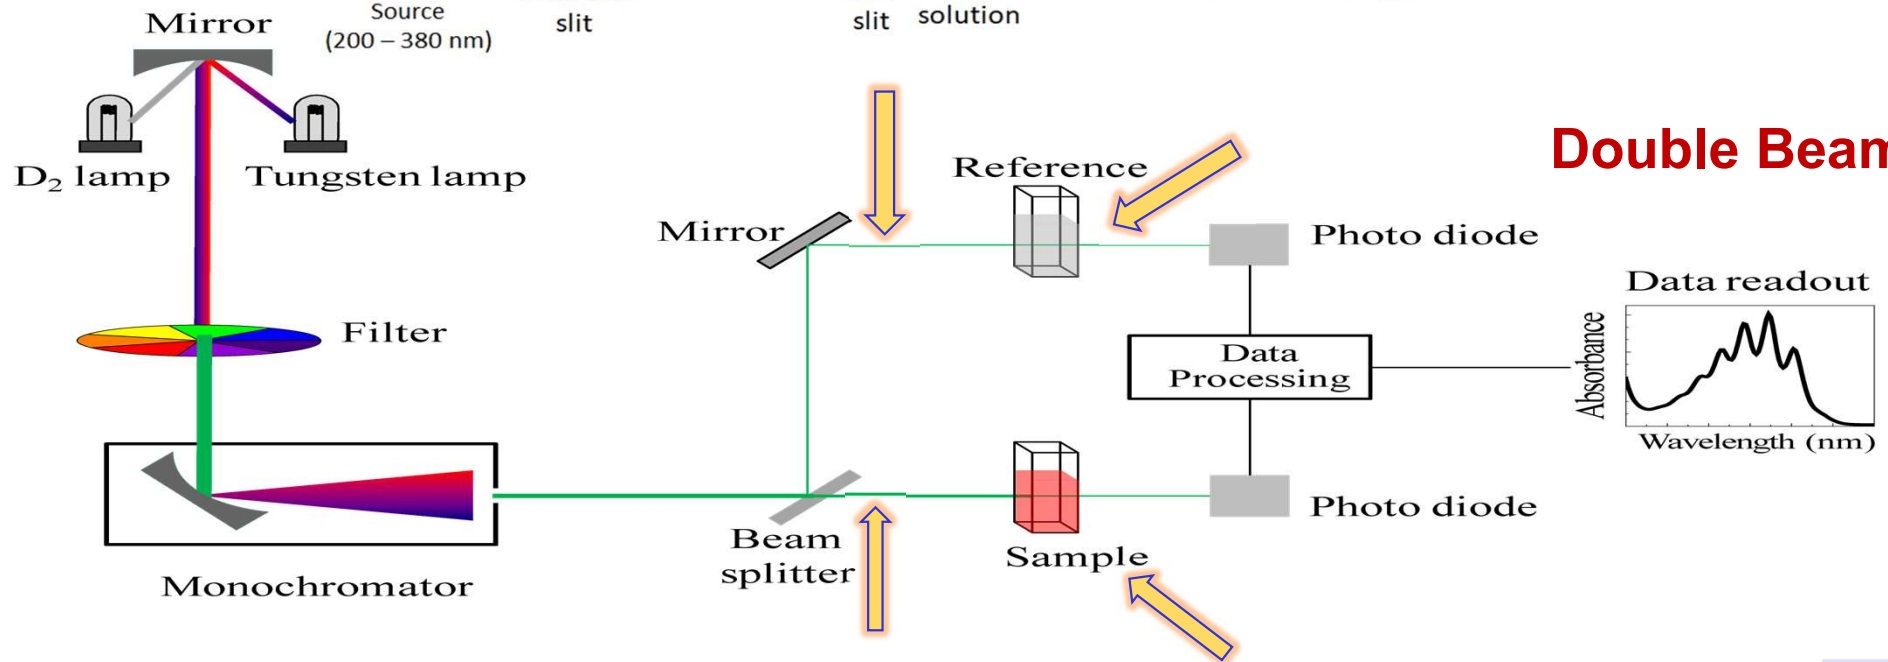 Source
(200 – 380 nm)
slit
slit
solution
Mirror
D₂ lamp
Tungsten lamp
Double Beam
Reference
Mirror
Photo diode
Data readout
Filter
Data
Processing
Absorbance
Wavelength (nm)
Beam
splitter
Sample
Photo diode
Monochromator